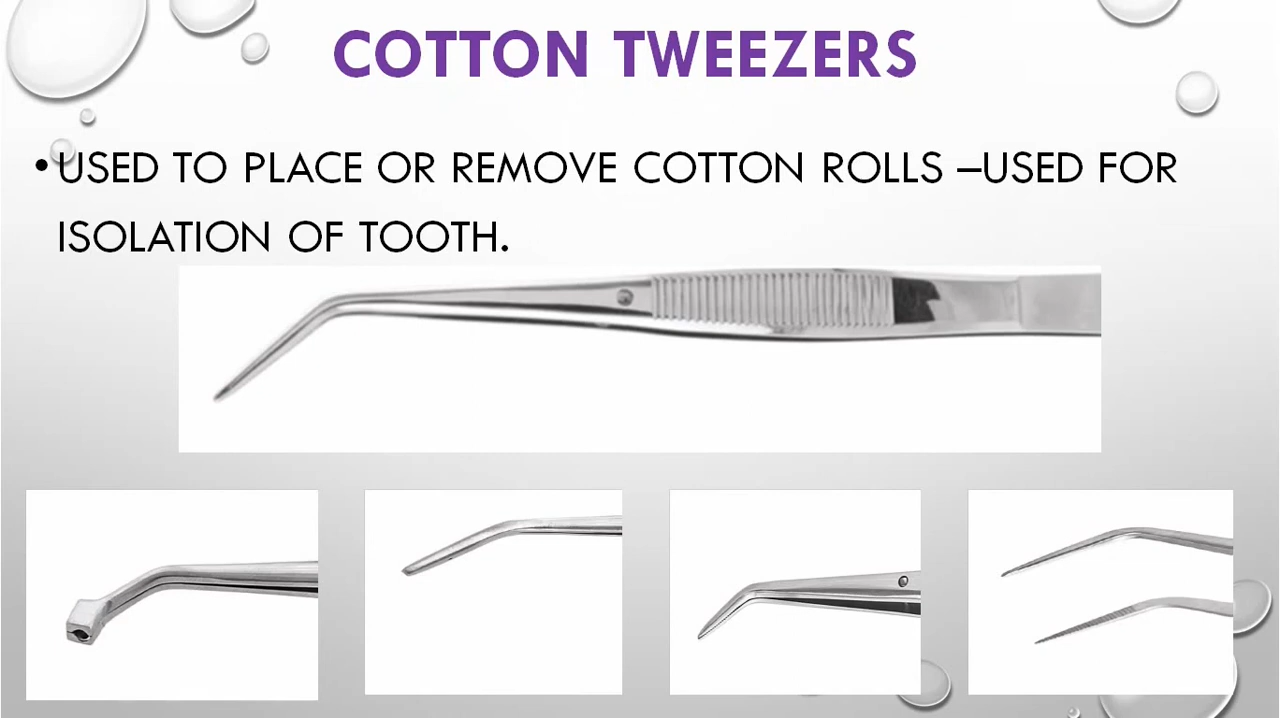 COTTON TWEEZERS
• USED TO PLACE OR REMOVE COTTON ROLLS –USED FOR
ISOLATION OF TOOTH.